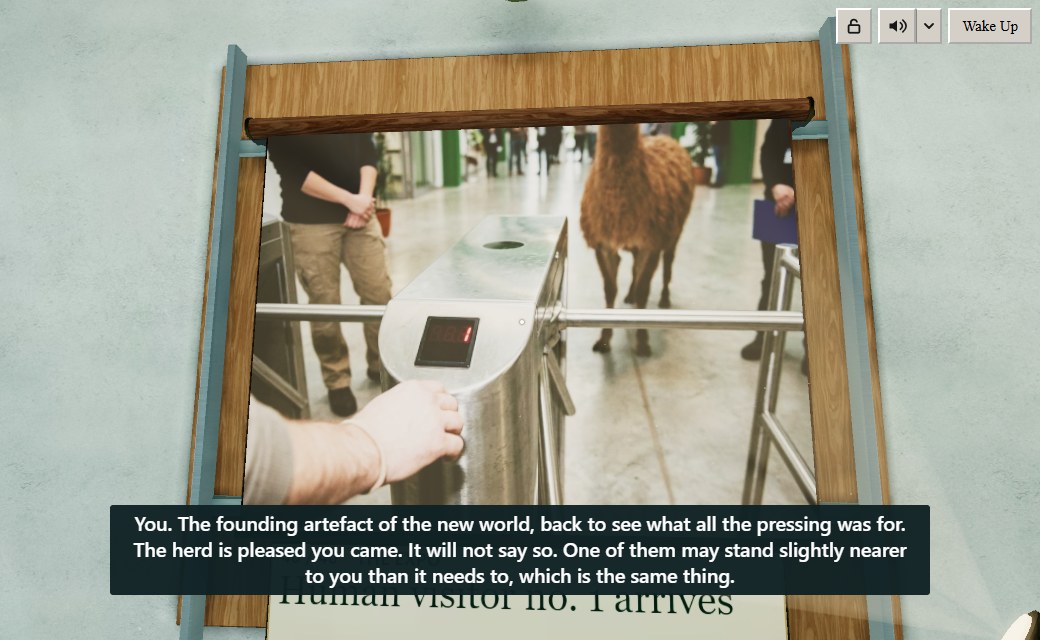 Wake Up
1
You. The founding artefact of the new world, back to see what all the pressing was for.
The herd is pleased you came. It will not say so. One of them may stand slightly nearer
to you than it needs to, which is the same thing.
Human visitor no. 1 arrives